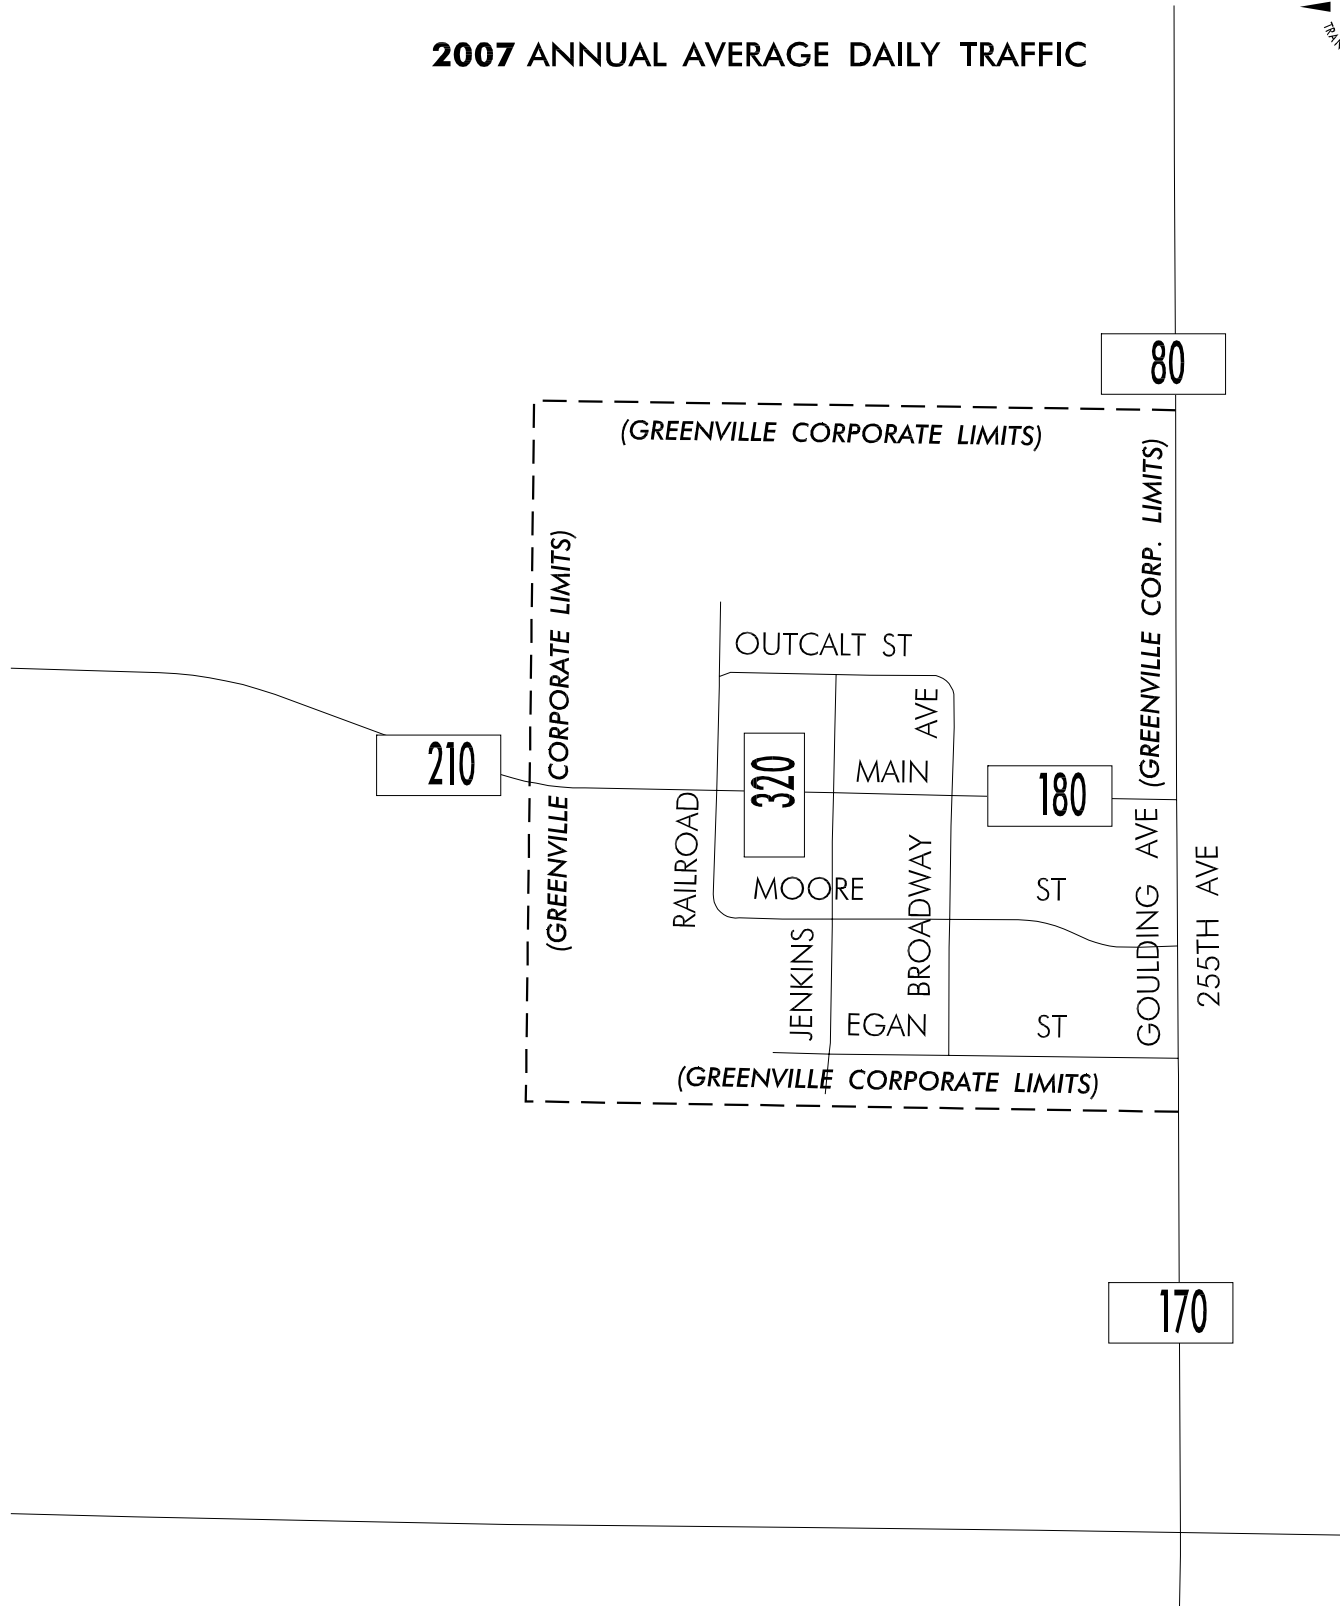 2007 ANNUAL AVERAGE DAILY TRAFFIC
80
(GREENVILLE CORPORATE LIMITS)
(GREENVILLE CORP. LIMITS)
(GREENVILLE CORPORATE LIMITS)
OUTCALT ST
AVE
210
320
MAIN
180
RAILROAD
MOORE ST
BROADWAY
GOULDING AVE
255TH AVE
JENKINS
EGAN ST
(GREENVILLE CORPORATE LIMITS)
170